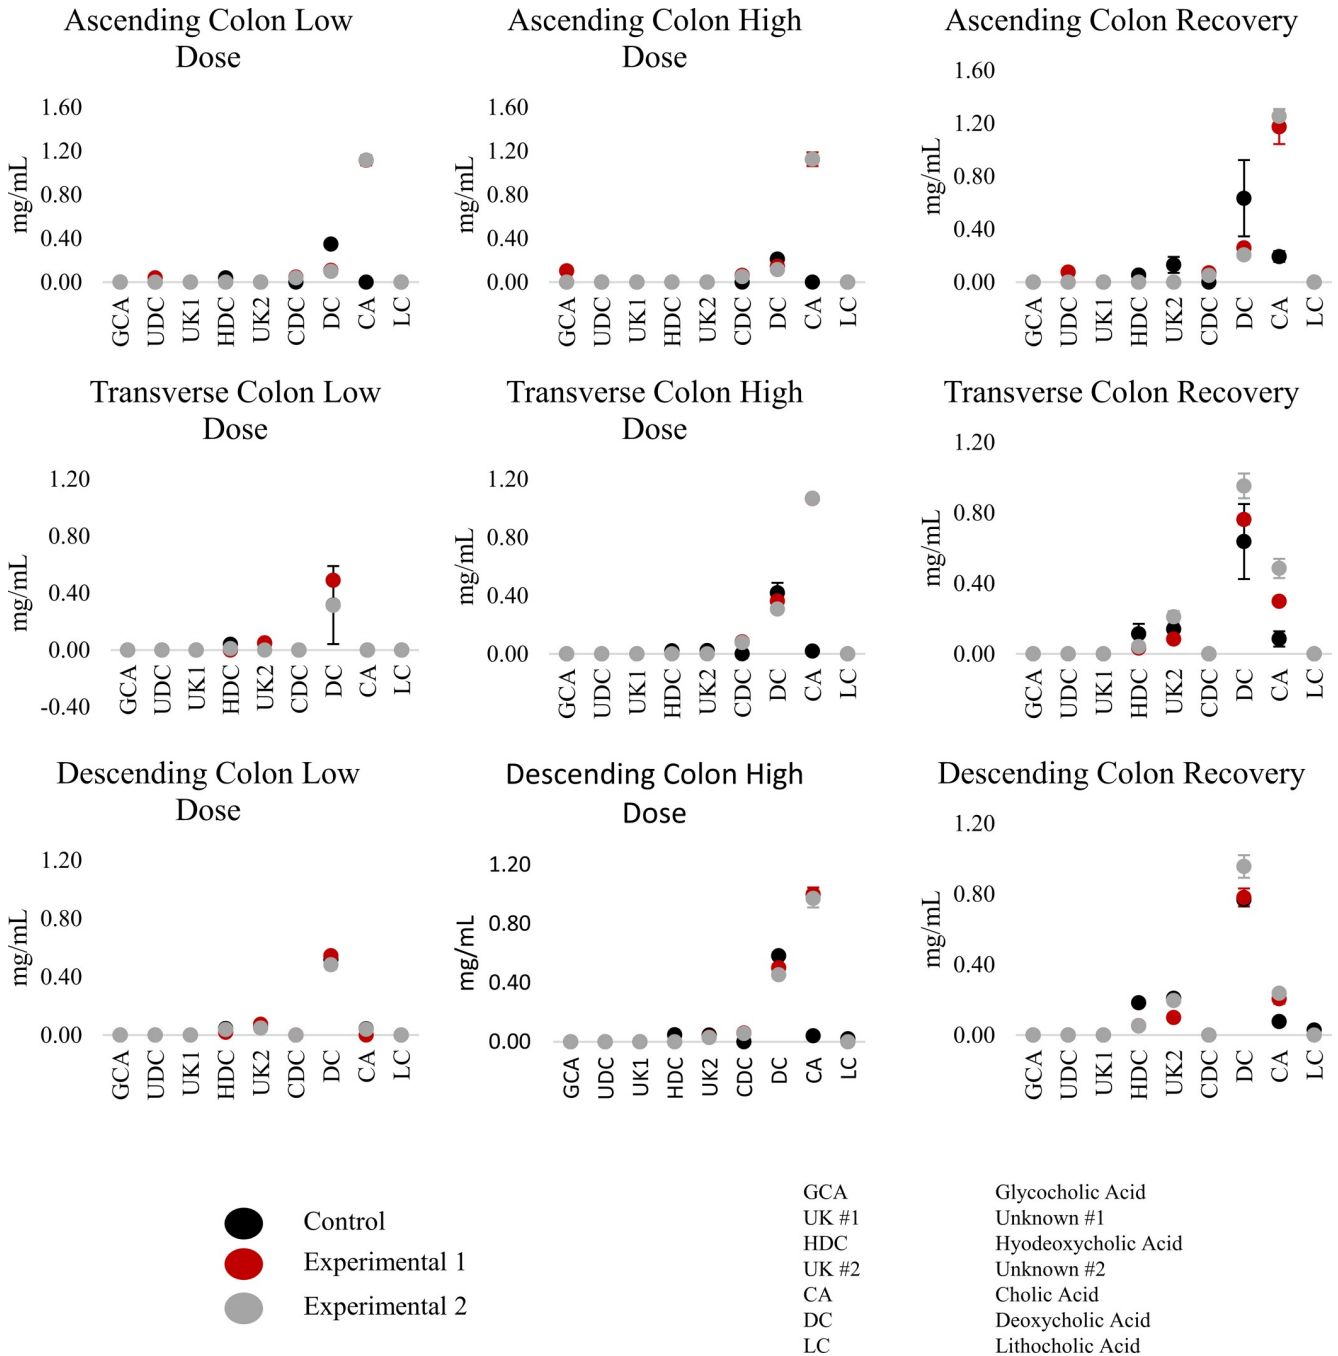 Ascending Colon Low
Dose
mg/mL
1.60
1.20
0.80
0.40
0.00
GCA
UDC
UK1
HDC
UK2
CDC
DC
CA
LC
Ascending Colon High
Dose
mg/mL
1.60
1.20
0.80
0.40
0.00
GCA
UDC
UK1
HDC
UK2
CDC
DC
CA
LC
Ascending Colon Recovery
mg/mL
1.60
1.20
0.80
0.40
0.00
GCA
UDC
UK1
HDC
UK2
CDC
DC
CA
LC
Transverse Colon Low
Dose
mg/mL
1.20
0.80
0.40
0.00
-0.40
GCA
UDC
UK1
HDC
UK2
CDC
DC
CA
LC
Transverse Colon High
Dose
mg/mL
1.20
0.80
0.40
0.00
GCA
UDC
UK1
HDC
UK2
CDC
DC
CA
LC
Transverse Colon Recovery
mg/mL
1.20
0.80
0.40
0.00
GCA
UDC
UK1
HDC
UK2
CDC
DC
CA
LC
Descending Colon Low
Dose
mg/mL
1.20
0.80
0.40
0.00
GCA
UDC
UK1
HDC
UK2
CDC
DC
CA
LC
Descending Colon High
Dose
mg/mL
1.20
0.80
0.40
0.00
GCA
UDC
UK1
HDC
UK2
CDC
DC
CA
LC
Descending Colon Recovery
mg/mL
1.20
0.80
0.40
0.00
GCA
UDC
UK1
HDC
UK2
CDC
DC
CA
LC
Control
Experimental 1
Experimental 2
GCA Glycocholic Acid
UK #1 Unknown #1
HDC Hyodeoxycholic Acid
UK #2 Unknown #2
CA Cholic Acid
DC Deoxycholic Acid
LC Lithocholic Acid